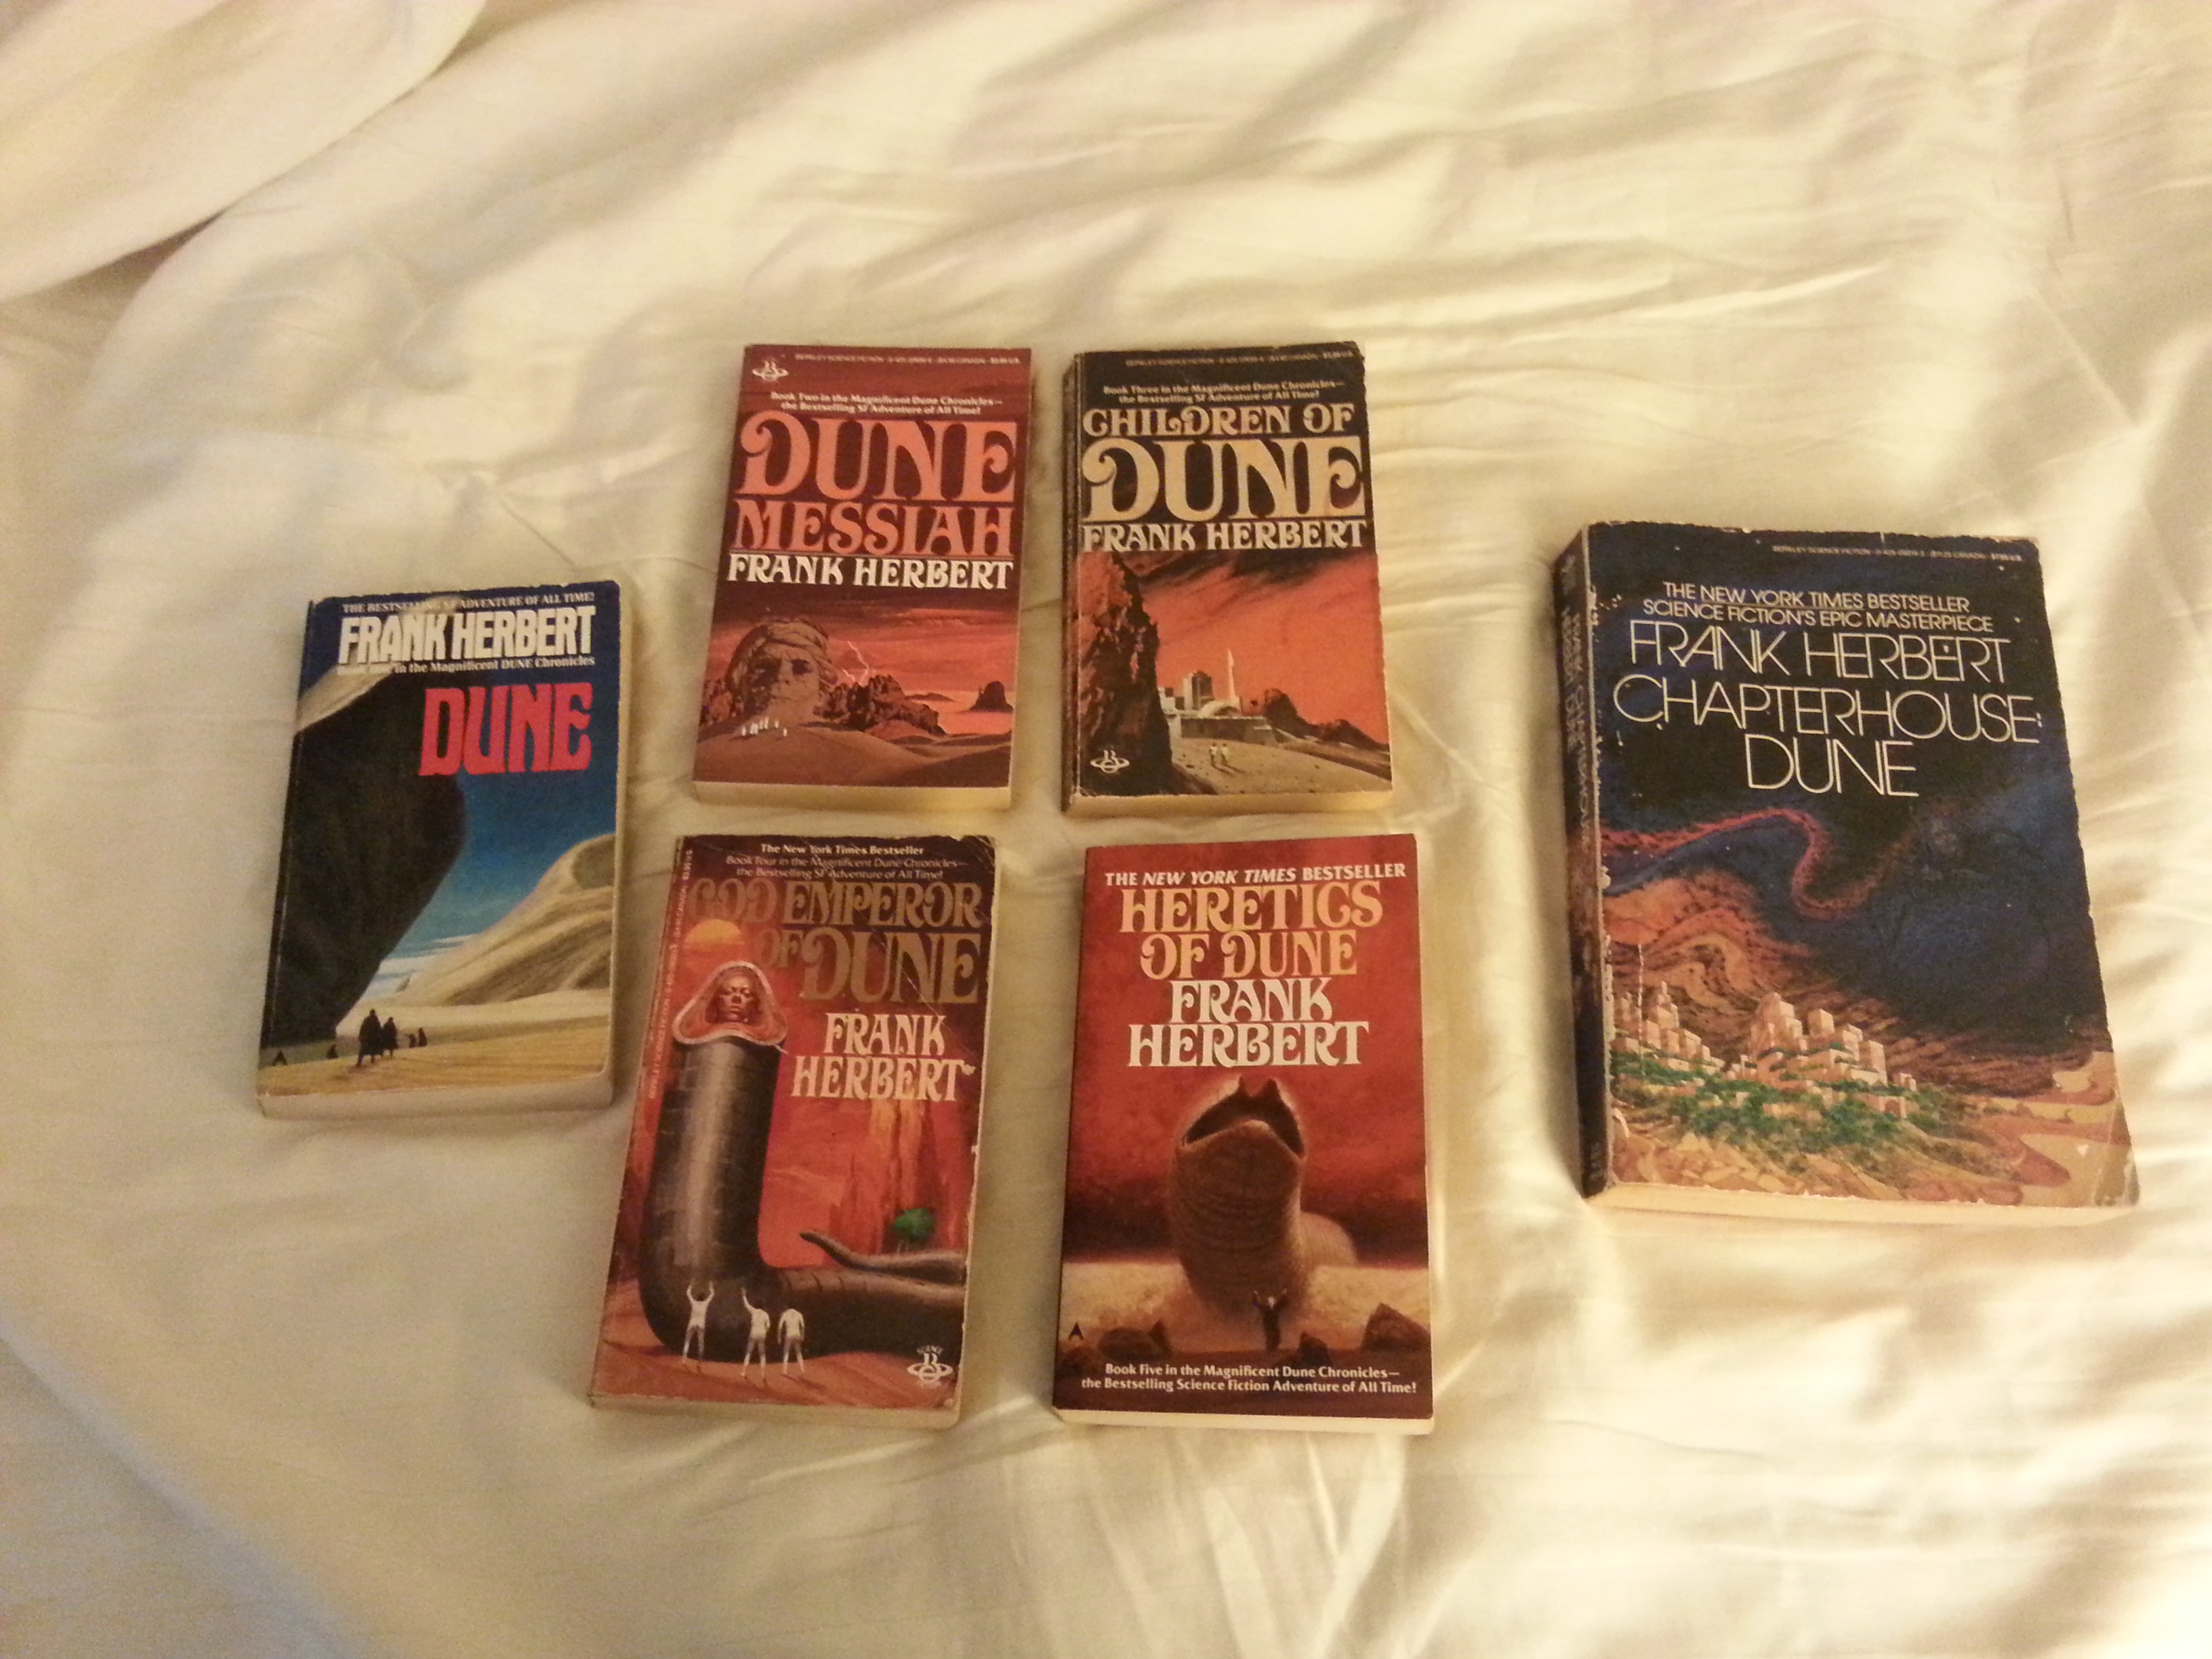 THE BESTSELLING SF ADVENTURE OF ALL TIME!
FRANK HERBERT
in the Magnificent DUNE Chronicles
DUNE
Book Two in the Magnificent Dune Chronicles—
the Bestselling SF Adventure of All Time!
DUNE
MESSIAH
FRANK HERBERT
Book Three in the Magnificent Dune Chronicles—
the Bestselling SF Adventure of All Time!
CHILDREN OF
DUNE
FRANK HERBERT
The New York Times Bestseller
Book Four in the Magnificent Dune Chronicles—
the Bestselling SF Adventure of All Time!
GOD EMPEROR
OF DUNE
FRANK
HERBERT
THE NEW YORK TIMES BESTSELLER
HERETICS
OF DUNE
FRANK
HERBERT
Book Five in the Magnificent Dune Chronicles—
the Bestselling Science Fiction Adventure of All Time!
THE NEW YORK TIMES BESTSELLER
SCIENCE FICTION'S EPIC MASTERPIECE
FRANK HERBERT
CHAPTERHOUSE:
DUNE